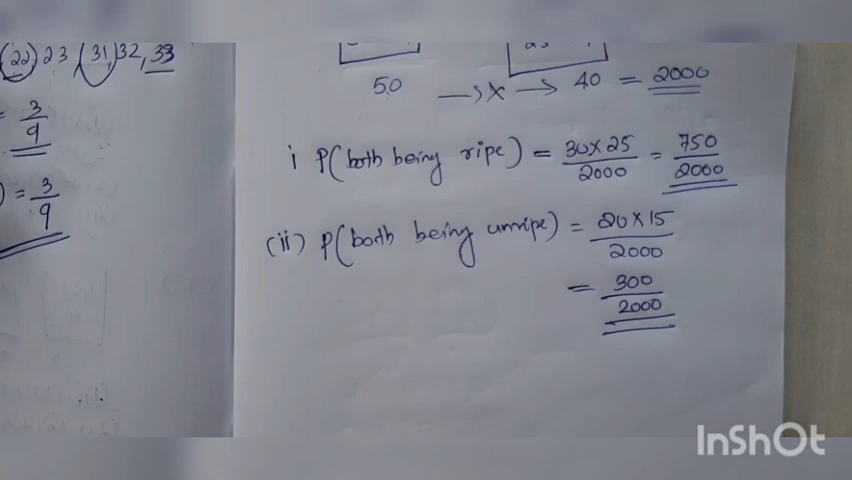 22, 23, 31, 32, 33
= 3/9
) = 3/9
50 → x → 40 = 2000
i P(both being ripe) = 30 x 25 / 2000 = 750 / 2000
(ii) P(both being unripe) = 20 x 15 / 2000
= 300 / 2000
InShOt